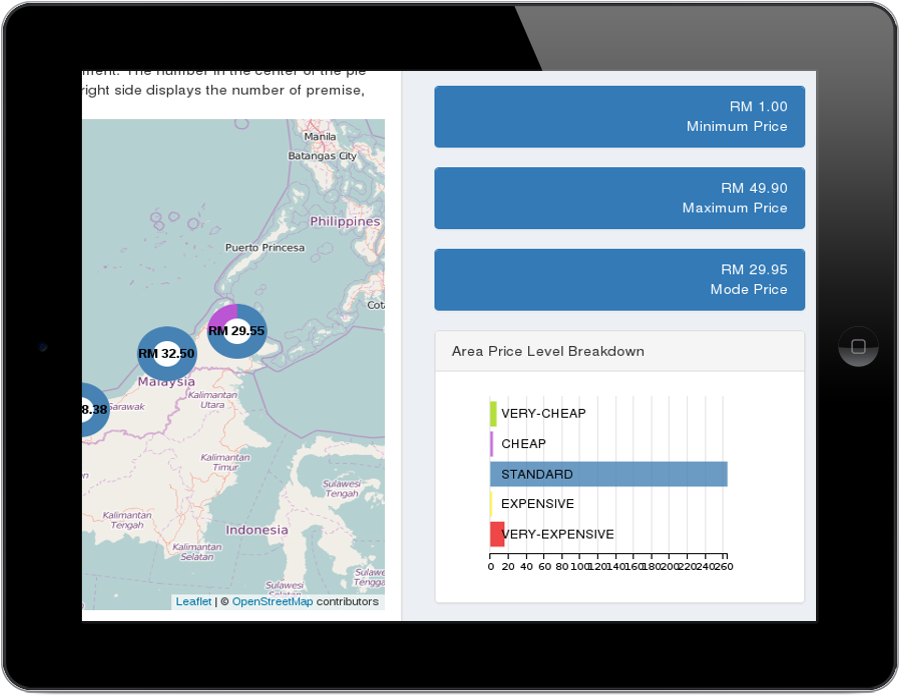 ment. The number in the center of the pie
right side displays the number of premise,
Manila
Batangas City
Philippines
Puerto Princesa
Cota
RM 29.55
RM 32.50
Malaysia
8.38
Sarawak
Kalimantan
Utara
Kalimantan
Timur
Sulawesi
Tengah
Kalimantan
Tengah
Indonesia
Kalimantan
Selatan
Sulawesi
Selatan
Sulawesi
Tengga
Leaflet | © OpenStreetMap contributors
RM 1.00
Minimum Price
RM 49.90
Maximum Price
RM 29.95
Mode Price
Area Price Level Breakdown
VERY-CHEAP
CHEAP
STANDARD
EXPENSIVE
VERY-EXPENSIVE
0 20 40 60 80 100 120 140 160 180 200 220 240 260